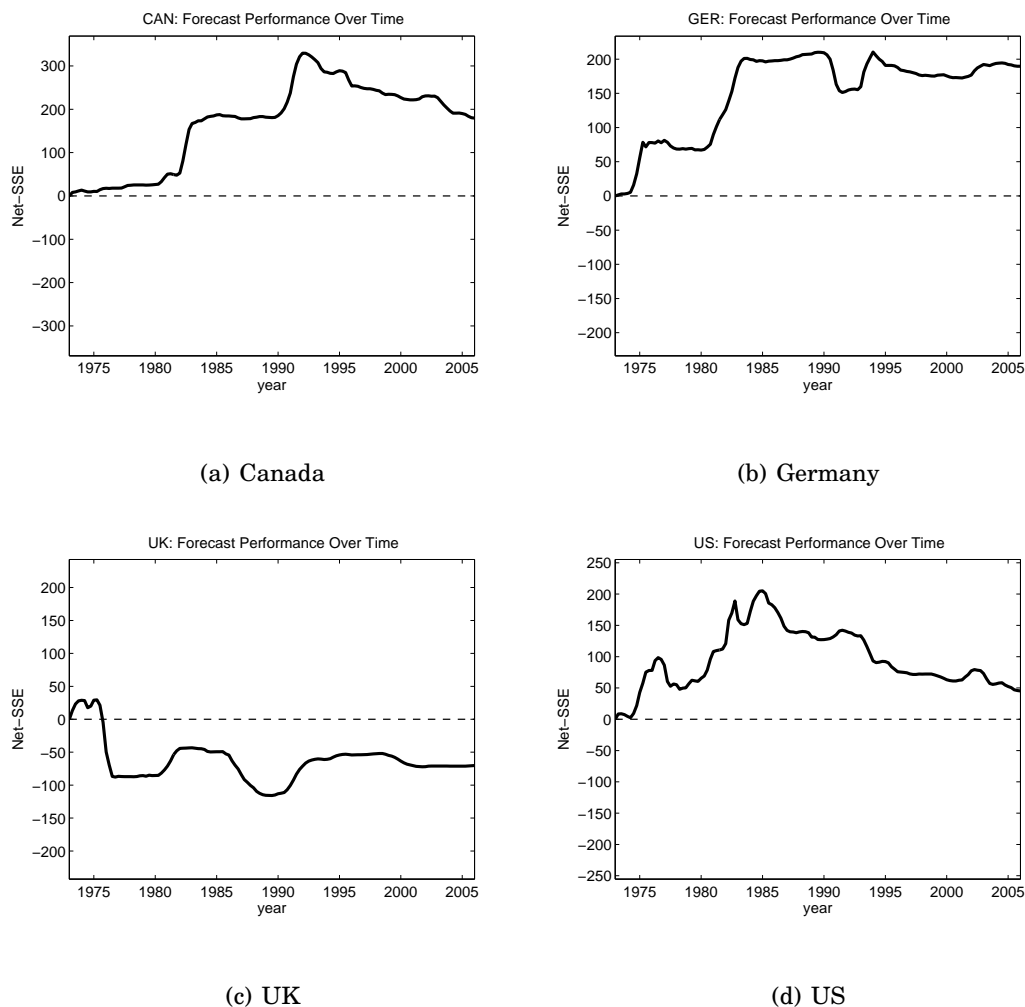 CAN: Forecast Performance Over Time
300
200
100
0
−100
−200
−300
Net−SSE
1975 1980 1985 1990 1995 2000 2005
year
(a) Canada
GER: Forecast Performance Over Time
200
150
100
50
0
−50
−100
−150
−200
Net−SSE
1975 1980 1985 1990 1995 2000 2005
year
(b) Germany
UK: Forecast Performance Over Time
200
150
100
50
0
−50
−100
−150
−200
Net−SSE
1975 1980 1985 1990 1995 2000 2005
year
(c) UK
US: Forecast Performance Over Time
250
200
150
100
50
0
−50
−100
−150
−200
−250
Net−SSE
1975 1980 1985 1990 1995 2000 2005
year
(d) US